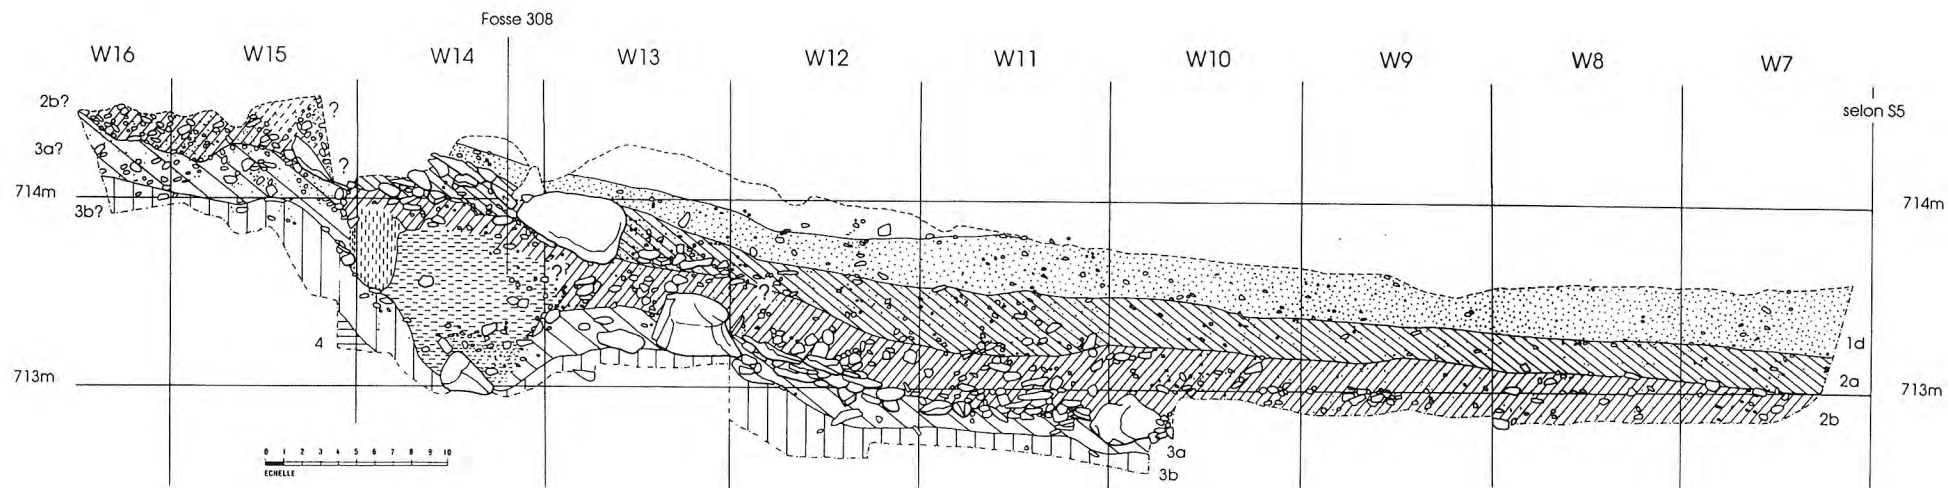 Fosse 308
W16 W15 W14 W13 W12 W11 W10 W9 W8 W7
selon S5
2b?
?
3a?
?
714m
714m
3b?
?
?
4
1d
713m
2a
713m
2b
3a
3b
0 1 2 3 4 5 6 7 8 9 10
ECHELLE